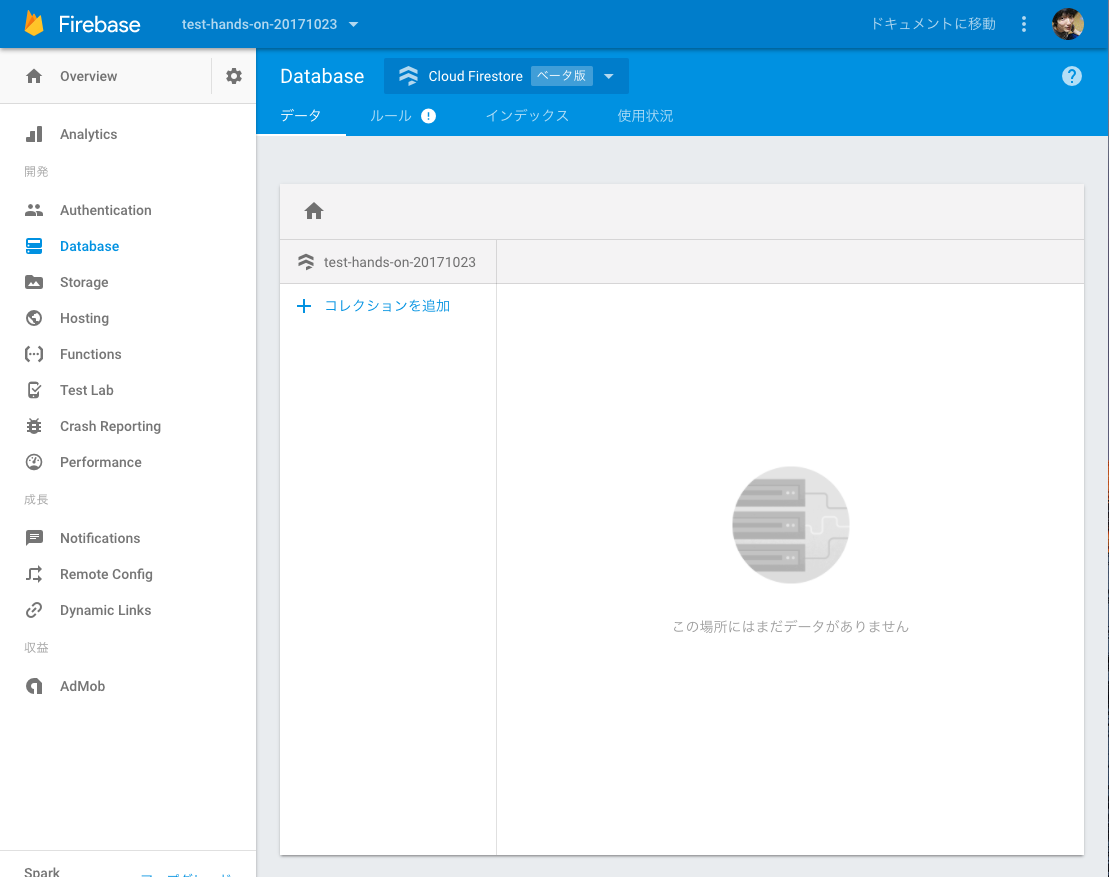 Firebase
test-hands-on-20171023
ドキュメントに移動
Overview
Database
Cloud Firestore
ベータ版
データ
ルール
インデックス
使用状況
Analytics
開発
Authentication
Database
Storage
Hosting
Functions
Test Lab
Crash Reporting
Performance
成長
Notifications
Remote Config
Dynamic Links
収益
AdMob
Spark
test-hands-on-20171023
コレクションを追加
この場所にはまだデータがありません